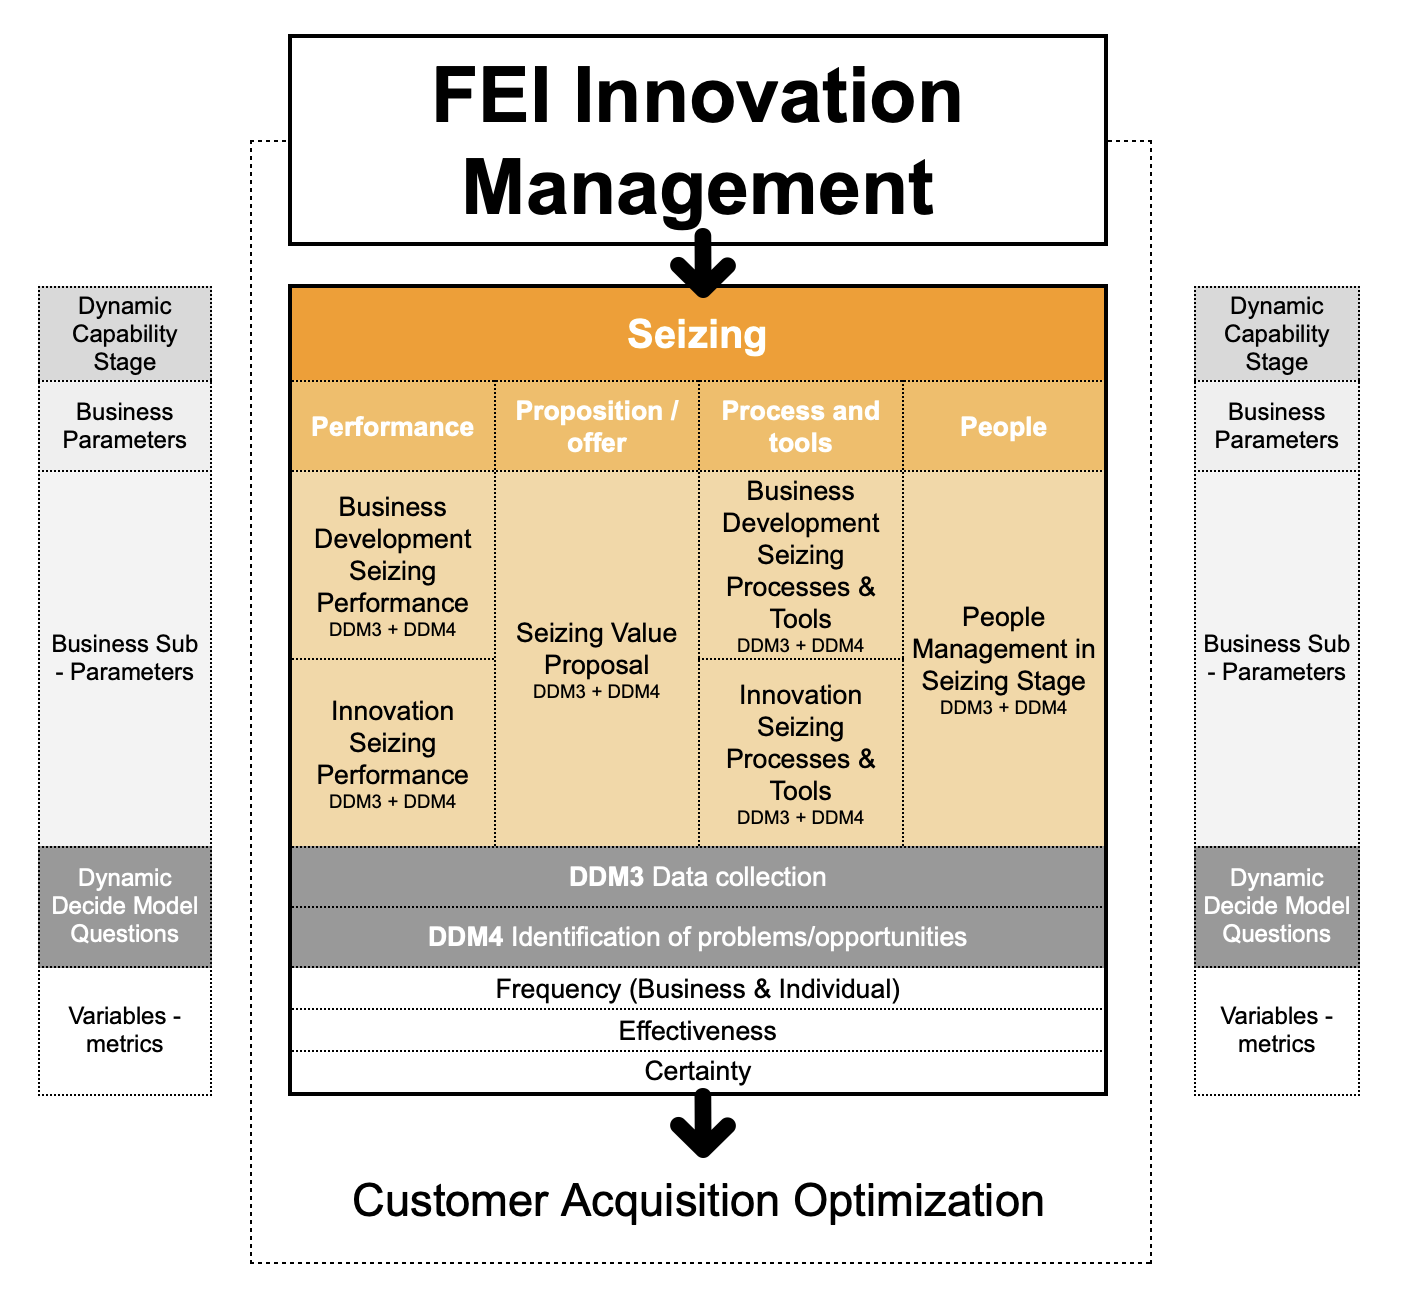 FEI Innovation
Management
Dynamic
Capability
Stage
Business
Parameters
Business Sub
- Parameters
Dynamic
Decide Model
Questions
Variables -
metrics
Seizing
Performance
Proposition /
offer
Process and
tools
People
Business
Development
Seizing
Performance
DDM3 + DDM4
Innovation
Seizing
Performance
DDM3 + DDM4
Seizing Value
Proposal
DDM3 + DDM4
Business
Development
Seizing
Processes &
Tools
DDM3 + DDM4
Innovation
Seizing
Processes &
Tools
DDM3 + DDM4
People
Management in
Seizing Stage
DDM3 + DDM4
DDM3 Data collection
DDM4 Identification of problems/opportunities
Frequency (Business & Individual)
Effectiveness
Certainty
Dynamic
Capability
Stage
Business
Parameters
Business Sub
- Parameters
Dynamic
Decide Model
Questions
Variables -
metrics
Customer Acquisition Optimization